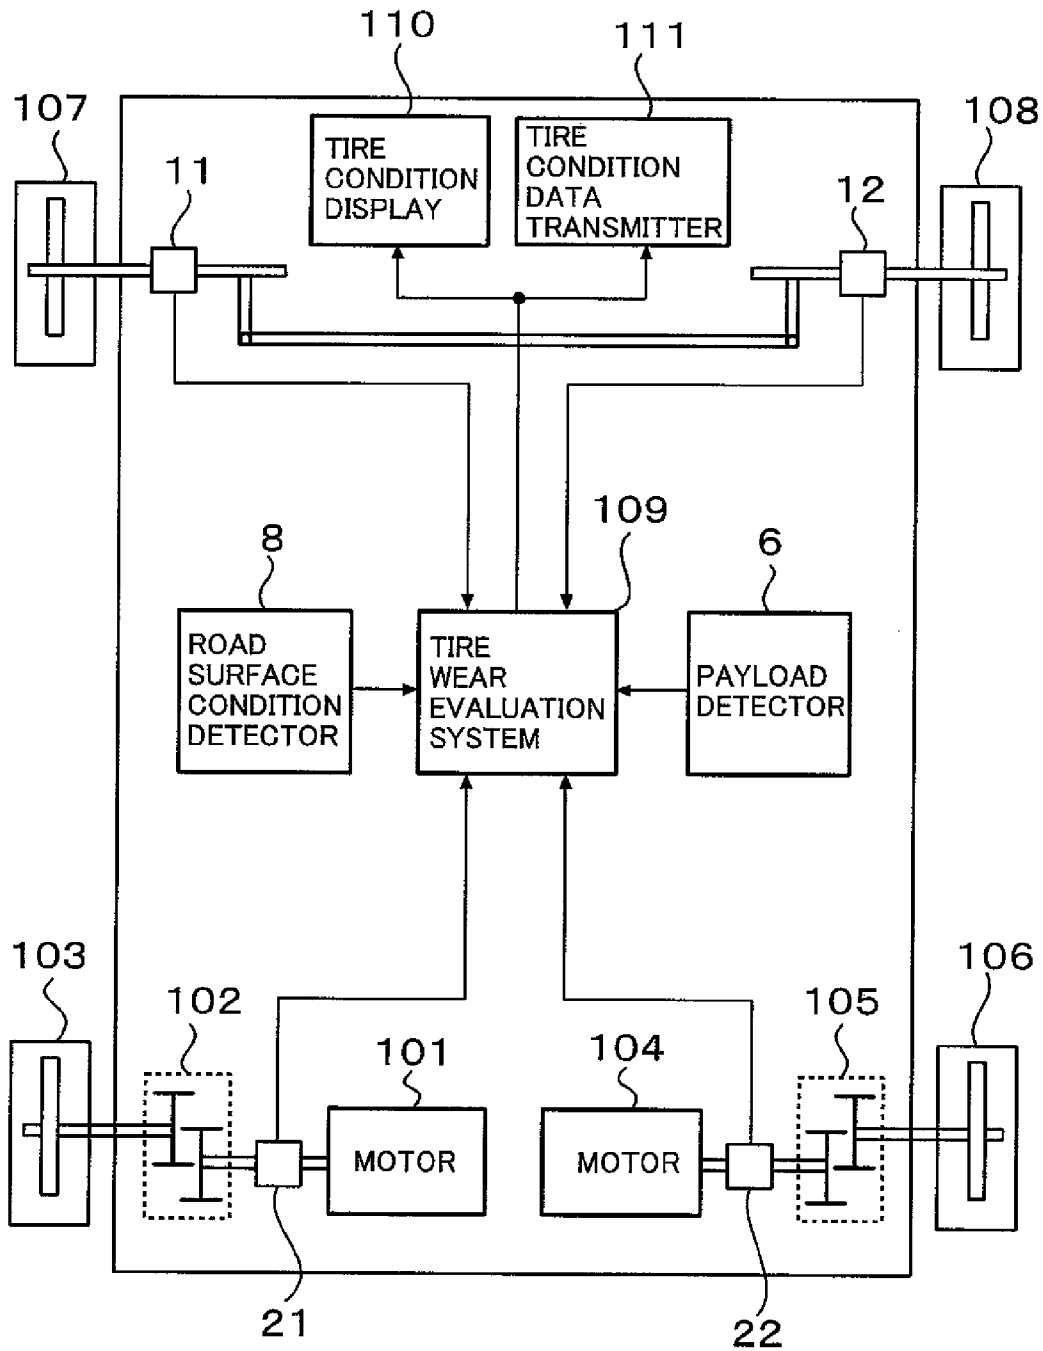 110
111
107
108
11
12
TIRE
CONDITION
DISPLAY
TIRE
CONDITION
DATA
TRANSMITTER
109
8
6
ROAD
SURFACE
CONDITION
DETECTOR
TIRE
WEAR
EVALUATION
SYSTEM
PAYLOAD
DETECTOR
103
106
102
105
101
104
MOTOR
MOTOR
21
22